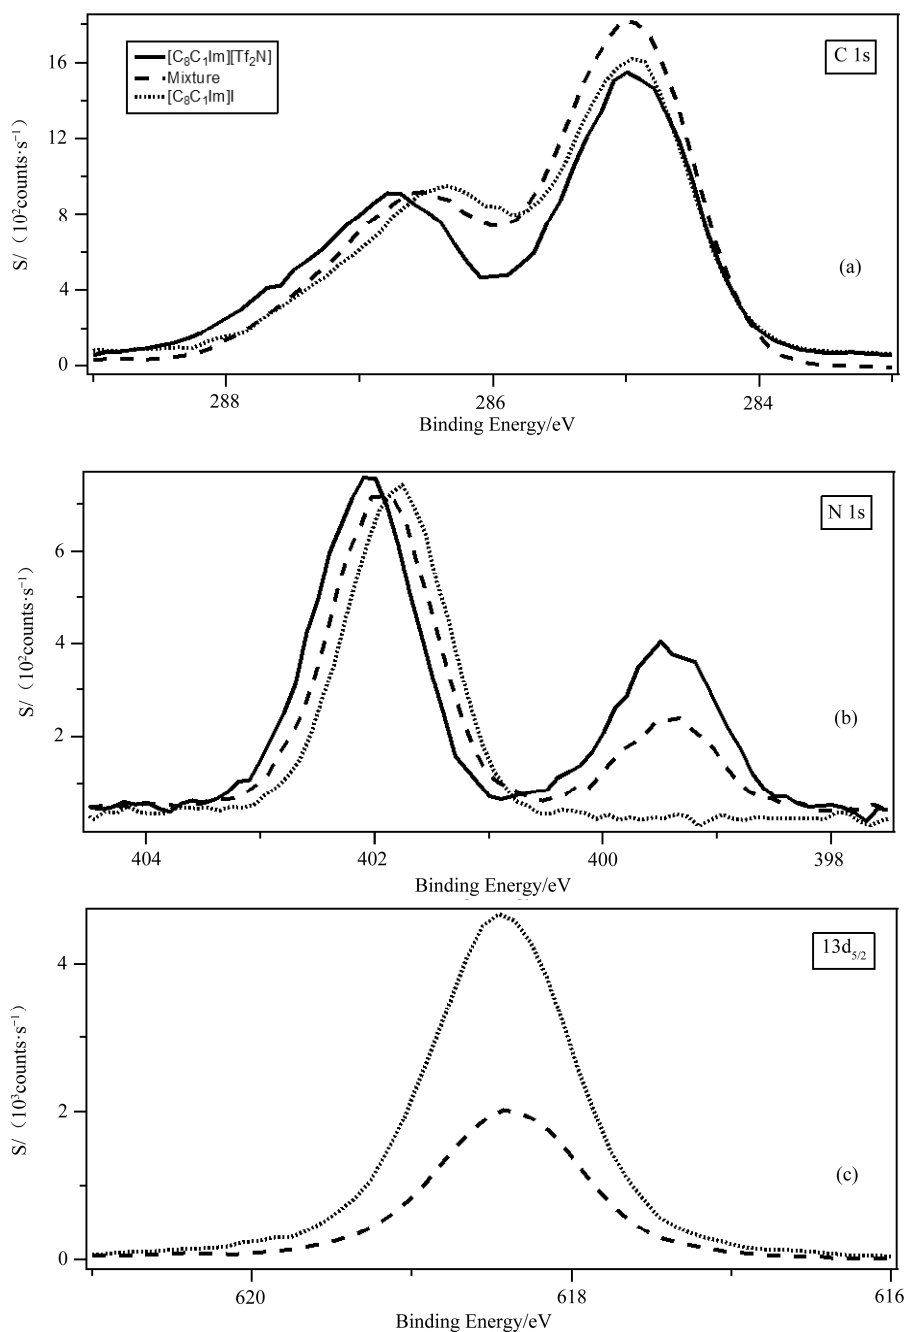 [C₈C₁Im][Tf₂N]
Mixture
[C₈C₁Im]I
C 1s
16
12
8
4
0
S/（10²counts·s⁻¹）
(a)
288
286
284
Binding Energy/eV
N 1s
6
4
2
S/（10²counts·s⁻¹）
(b)
404
402
400
398
Binding Energy/eV
13d₅/₂
4
2
0
S/（10³counts·s⁻¹）
(c)
620
618
616
Binding Energy/eV